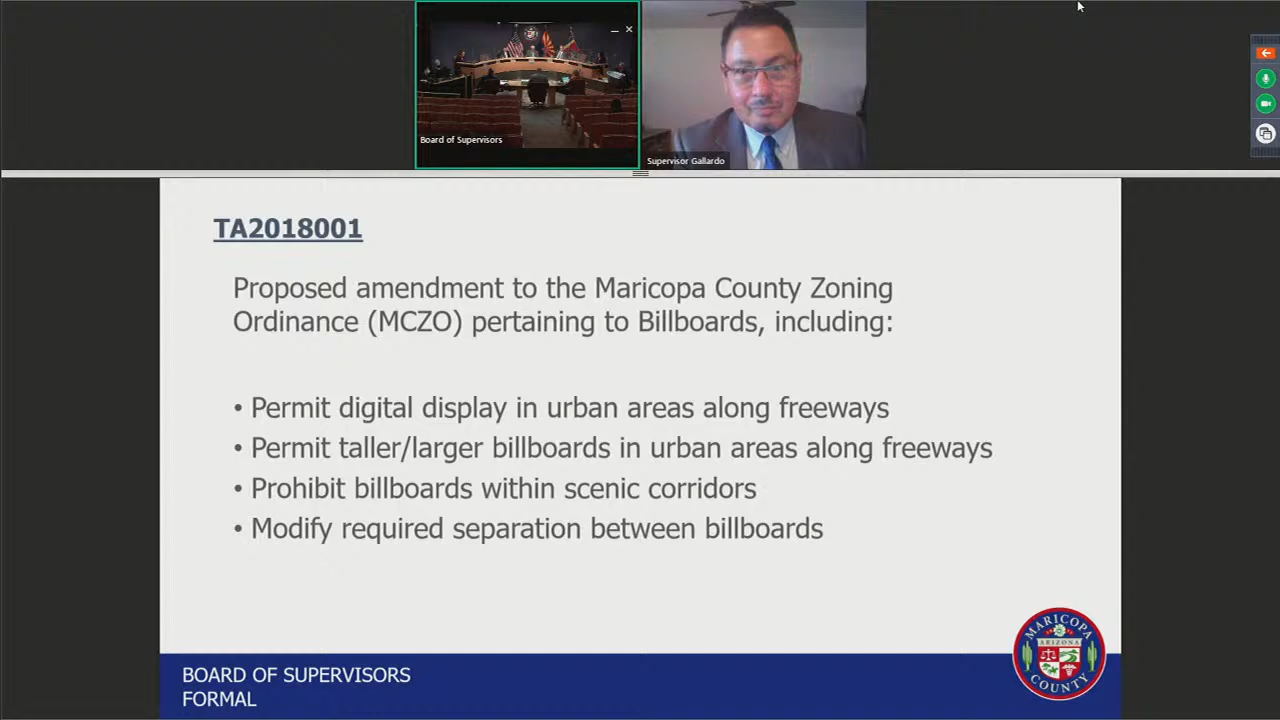 Board of Supervisors
Supervisor Gallardo
TA2018001
Proposed amendment to the Maricopa County Zoning
Ordinance (MCZO) pertaining to Billboards, including:
• Permit digital display in urban areas along freeways
• Permit taller/larger billboards in urban areas along freeways
• Prohibit billboards within scenic corridors
• Modify required separation between billboards
BOARD OF SUPERVISORS
FORMAL
MARICOPA
ARIZONA
COUNTY